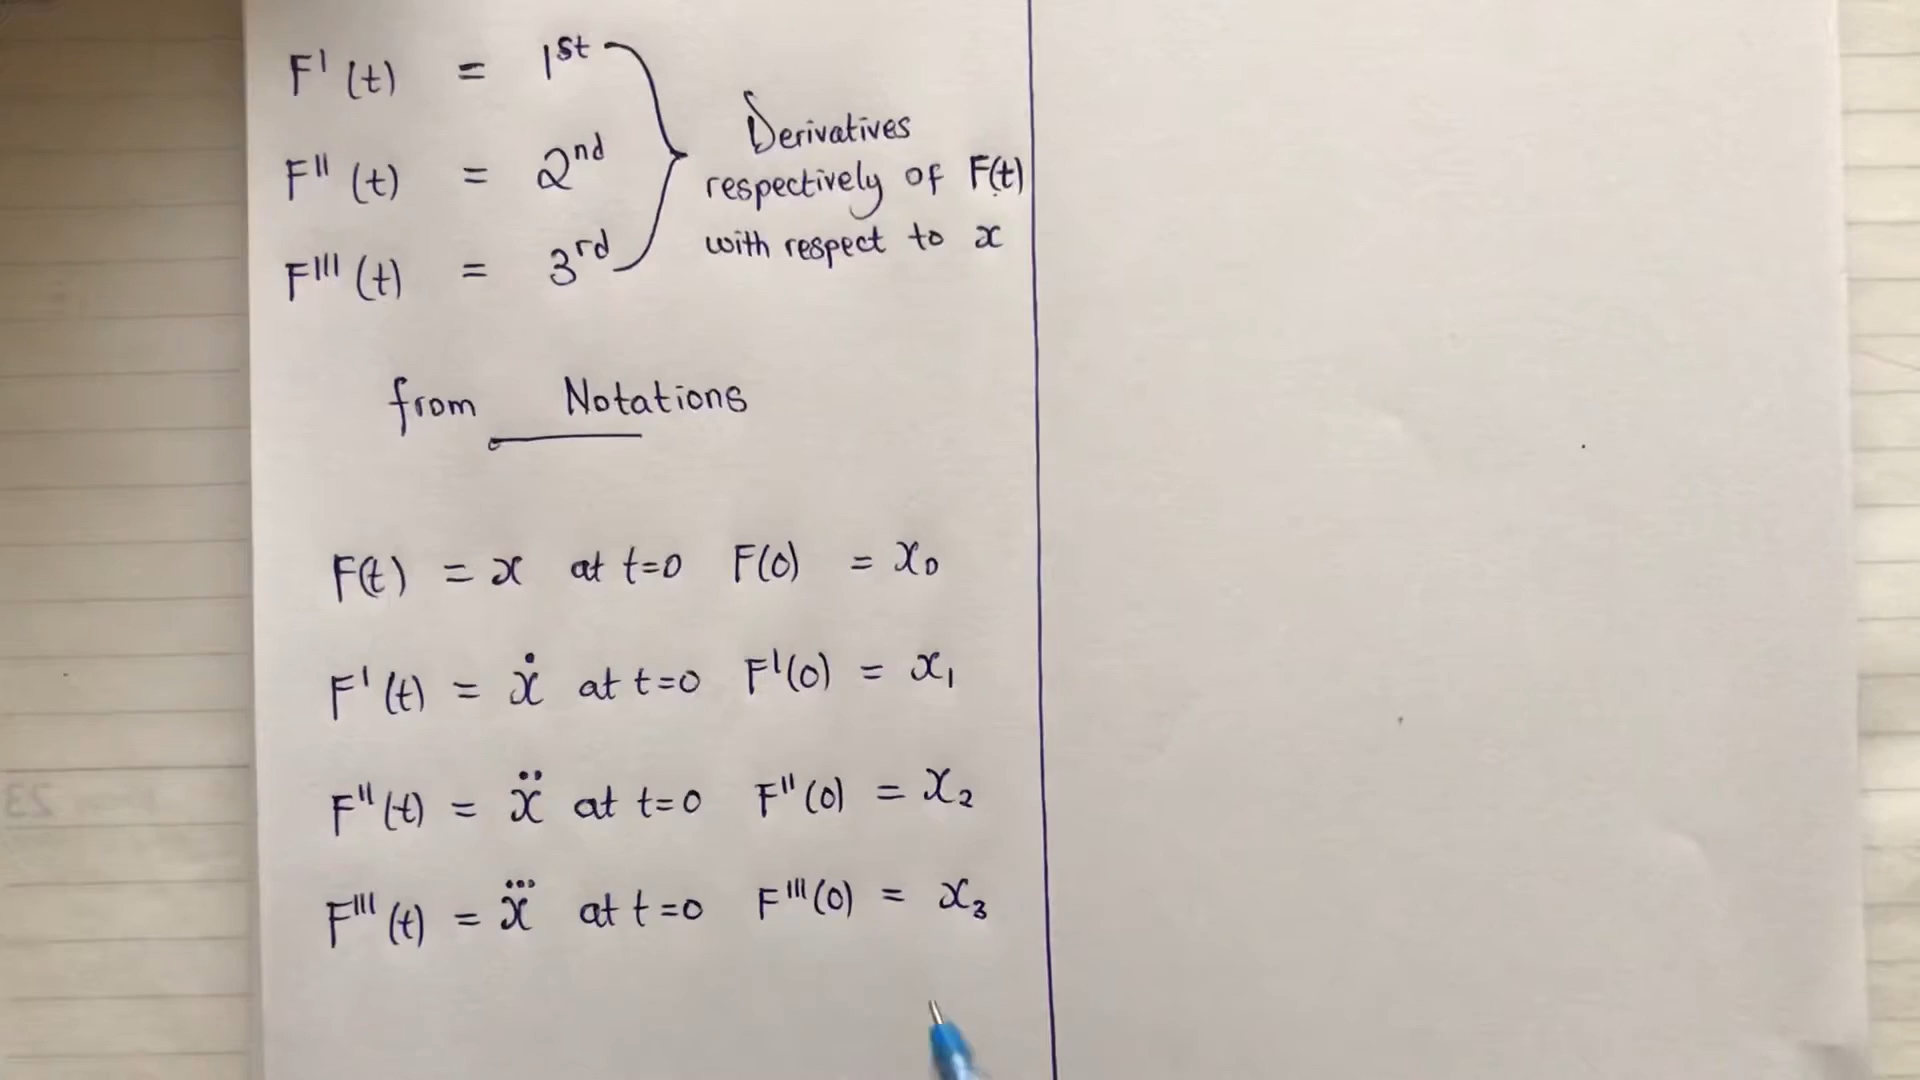 F'(t) = 1st
F''(t) = 2nd
F'''(t) = 3rd
Derivatives
respectively of F(t)
with respect to x
from Notations
F(t) = x at t=0 F(0) = x₀
F'(t) = ẋ at t=0 F'(0) = x₁
F''(t) = ẍ at t=0 F''(0) = x₂
F'''(t) = x⃛ at t=0 F'''(0) = x₃
23